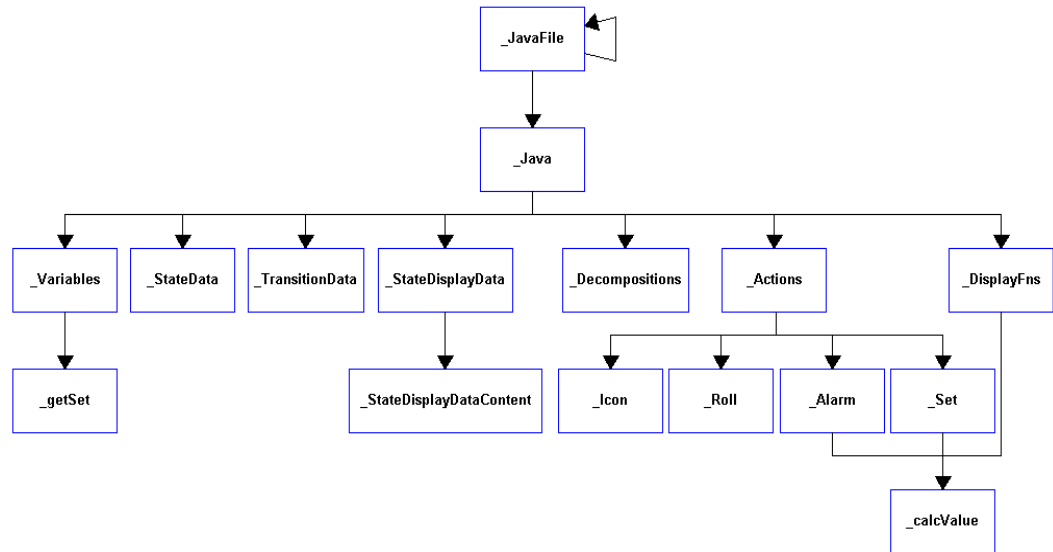 _JavaFile
_Java
_Variables
_StateData
_TransitionData
_StateDisplayData
_Decompositions
_Actions
_DisplayFns
_getSet
_StateDisplayDataContent
_Icon
_Roll
_Alarm
_Set
_calcValue